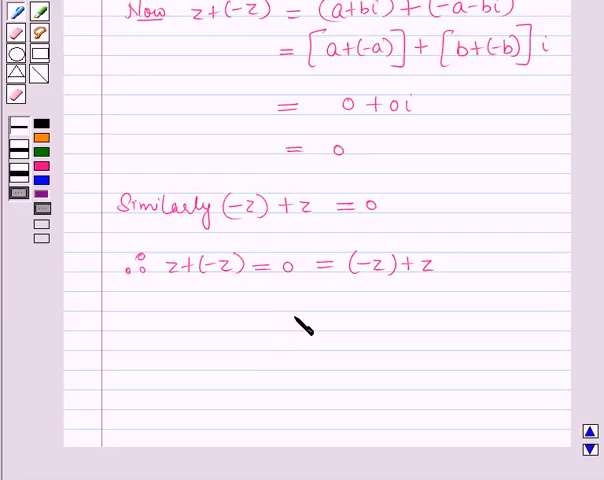 Now z+(-z) = (a+bi) + (-a-bi)
= [a+(-a)] + [b+(-b)] i
= 0 + 0i
= 0
Similarly (-z) + z = 0
∴ z+(-z) = 0 = (-z) + z